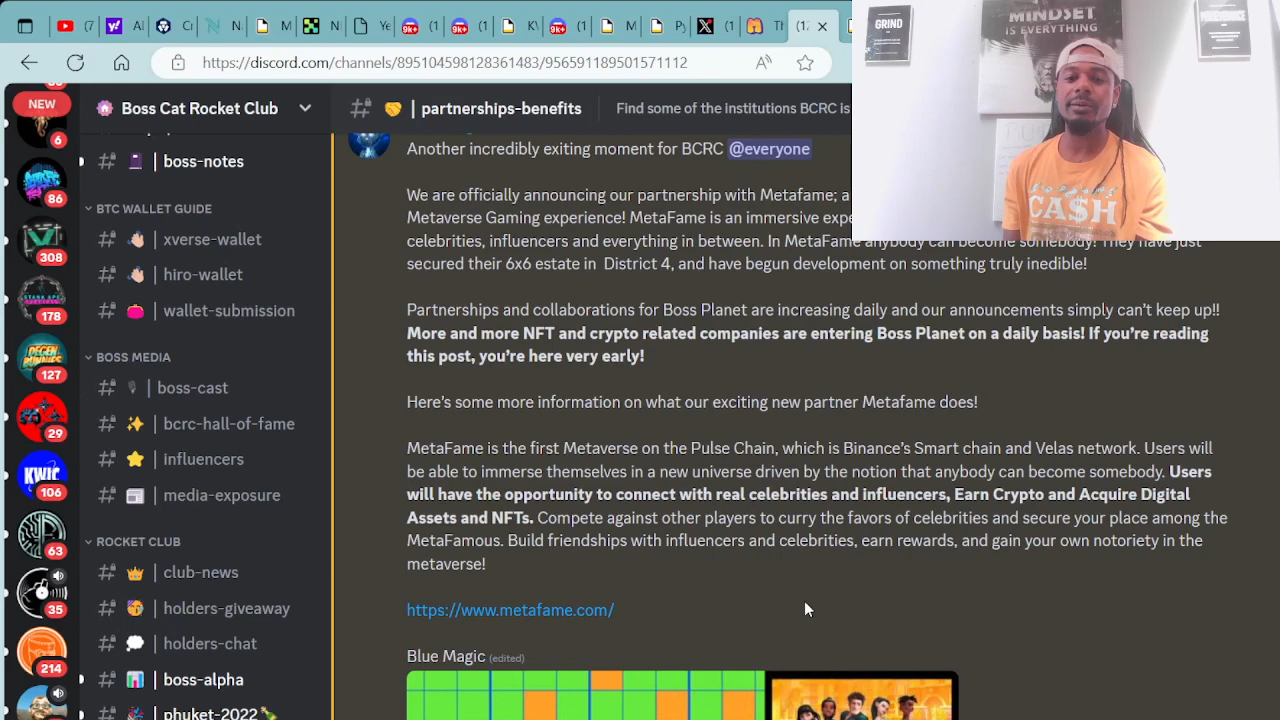 https://discord.com/channels/895104598128361483/956591189501571112
GRIND
MINDSET
IS EVERYTHING
PERSEVERANCE
CA$H
NEW
Boss Cat Rocket Club
partnerships-benefits
Find some of the institutions BCRC is
6
86
308
178
127
29
KWIC
106
63
35
214
boss-notes
BTC WALLET GUIDE
xverse-wallet
hiro-wallet
wallet-submission
BOSS MEDIA
boss-cast
bcrc-hall-of-fame
influencers
media-exposure
ROCKET CLUB
club-news
holders-giveaway
holders-chat
boss-alpha
phuket-2022
Another incredibly exiting moment for BCRC @everyone
We are officially announcing our partnership with Metafame; a
Metaverse Gaming experience! MetaFame is an immersive expe
celebrities, influencers and everything in between. In MetaFame anybody can become somebody! They have just
secured their 6x6 estate in District 4, and have begun development on something truly inedible!
Partnerships and collaborations for Boss Planet are increasing daily and our announcements simply can't keep up!!
More and more NFT and crypto related companies are entering Boss Planet on a daily basis! If you're reading
this post, you're here very early!
Here's some more information on what our exciting new partner Metafame does!
MetaFame is the first Metaverse on the Pulse Chain, which is Binance's Smart chain and Velas network. Users will
be able to immerse themselves in a new universe driven by the notion that anybody can become somebody. Users
will have the opportunity to connect with real celebrities and influencers, Earn Crypto and Acquire Digital
Assets and NFTs. Compete against other players to curry the favors of celebrities and secure your place among the
MetaFamous. Build friendships with influencers and celebrities, earn rewards, and gain your own notoriety in the
metaverse!
https://www.metafame.com/
Blue Magic (edited)